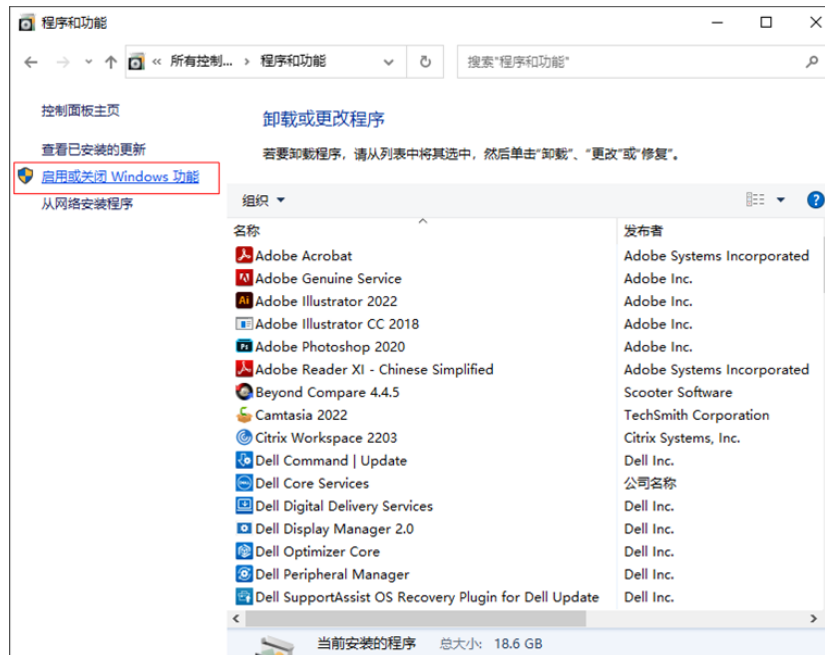 程序和功能
« 所有控制... › 程序和功能
搜索"程序和功能"
控制面板主页
查看已安装的更新
启用或关闭 Windows 功能
从网络安装程序
卸载或更改程序
若要卸载程序，请从列表中将其选中，然后单击"卸载"、"更改"或"修复"。
组织
名称 发布者
Adobe Acrobat Adobe Systems Incorporated
Adobe Genuine Service Adobe Inc.
Adobe Illustrator 2022 Adobe Inc.
Adobe Illustrator CC 2018 Adobe Inc.
Adobe Photoshop 2020 Adobe Inc.
Adobe Reader XI - Chinese Simplified Adobe Systems Incorporated
Beyond Compare 4.4.5 Scooter Software
Camtasia 2022 TechSmith Corporation
Citrix Workspace 2203 Citrix Systems, Inc.
Dell Command | Update Dell Inc.
Dell Core Services 公司名称
Dell Digital Delivery Services Dell Inc.
Dell Display Manager 2.0 Dell Inc.
Dell Optimizer Core Dell Inc.
Dell Peripheral Manager Dell Inc.
Dell SupportAssist OS Recovery Plugin for Dell Update Dell Inc.
当前安装的程序 总大小: 18.6 GB